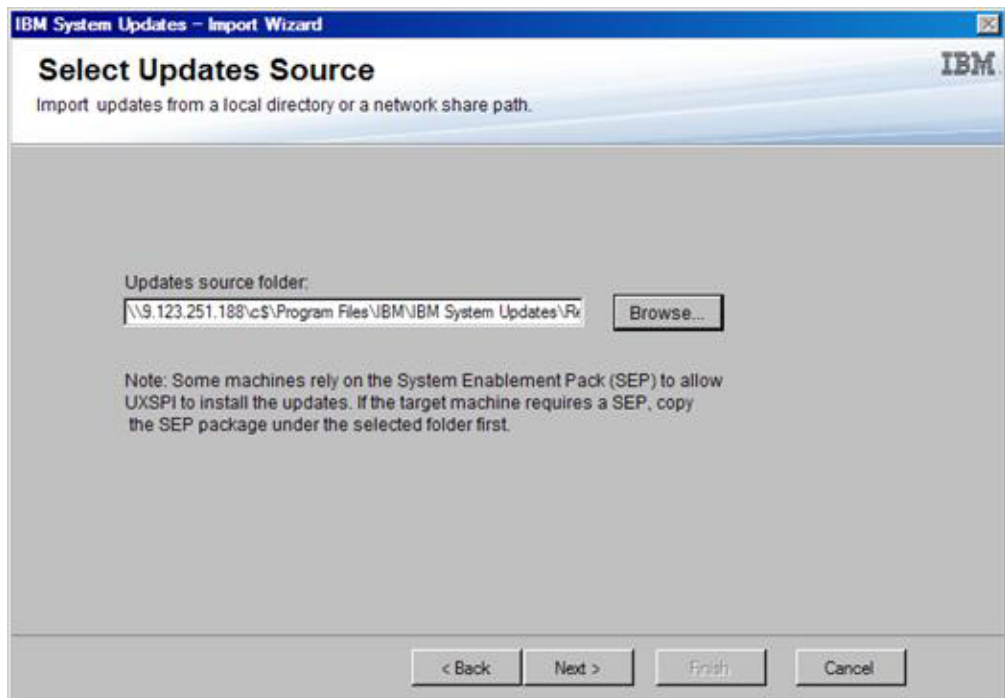 IBM System Updates – Import Wizard
Select Updates Source
IBM
Import updates from a local directory or a network share path.
Updates source folder:
\\9.123.251.188\c$\Program Files\IBM\IBM System Updates\
Browse...
Note: Some machines rely on the System Enablement Pack (SEP) to allow
UXSPI to install the updates. If the target machine requires a SEP, copy
the SEP package under the selected folder first.
< Back
Next >
Finish
Cancel